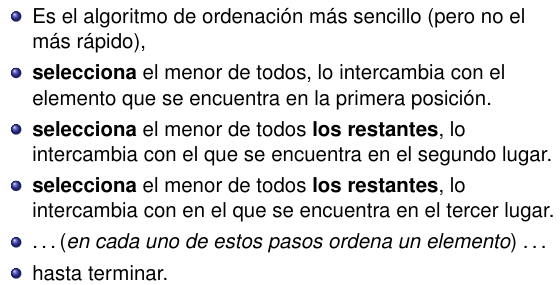 Es el algoritmo de ordenación más sencillo (pero no el
más rápido),
selecciona el menor de todos, lo intercambia con el
elemento que se encuentra en la primera posición.
selecciona el menor de todos los restantes, lo
intercambia con el que se encuentra en el segundo lugar.
selecciona el menor de todos los restantes, lo
intercambia con en el que se encuentra en el tercer lugar.
. . . (en cada uno de estos pasos ordena un elemento) . . .
hasta terminar.